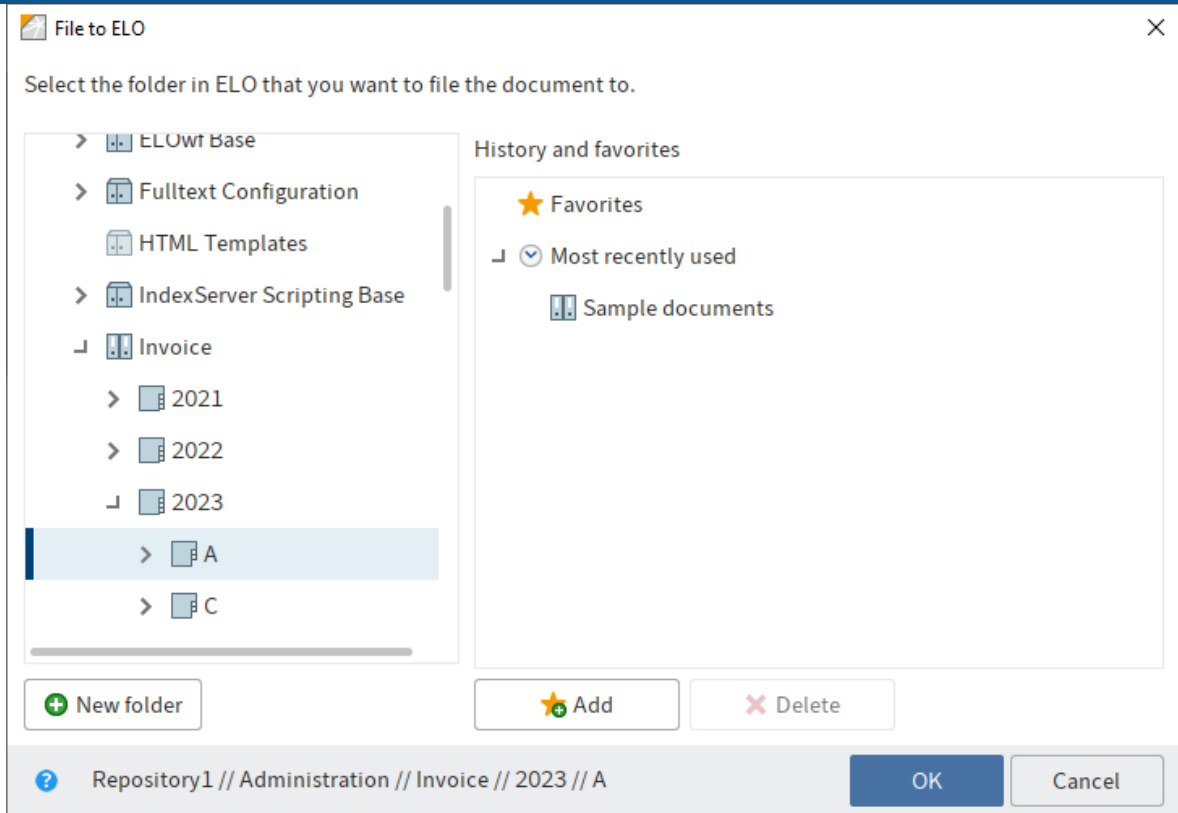 File to ELO
Select the folder in ELO that you want to file the document to.
ELOwf Base
Fulltext Configuration
HTML Templates
IndexServer Scripting Base
Invoice
2021
2022
2023
A
C
New folder
History and favorites
Favorites
Most recently used
Sample documents
Add
Delete
Repository1 // Administration // Invoice // 2023 // A
OK
Cancel